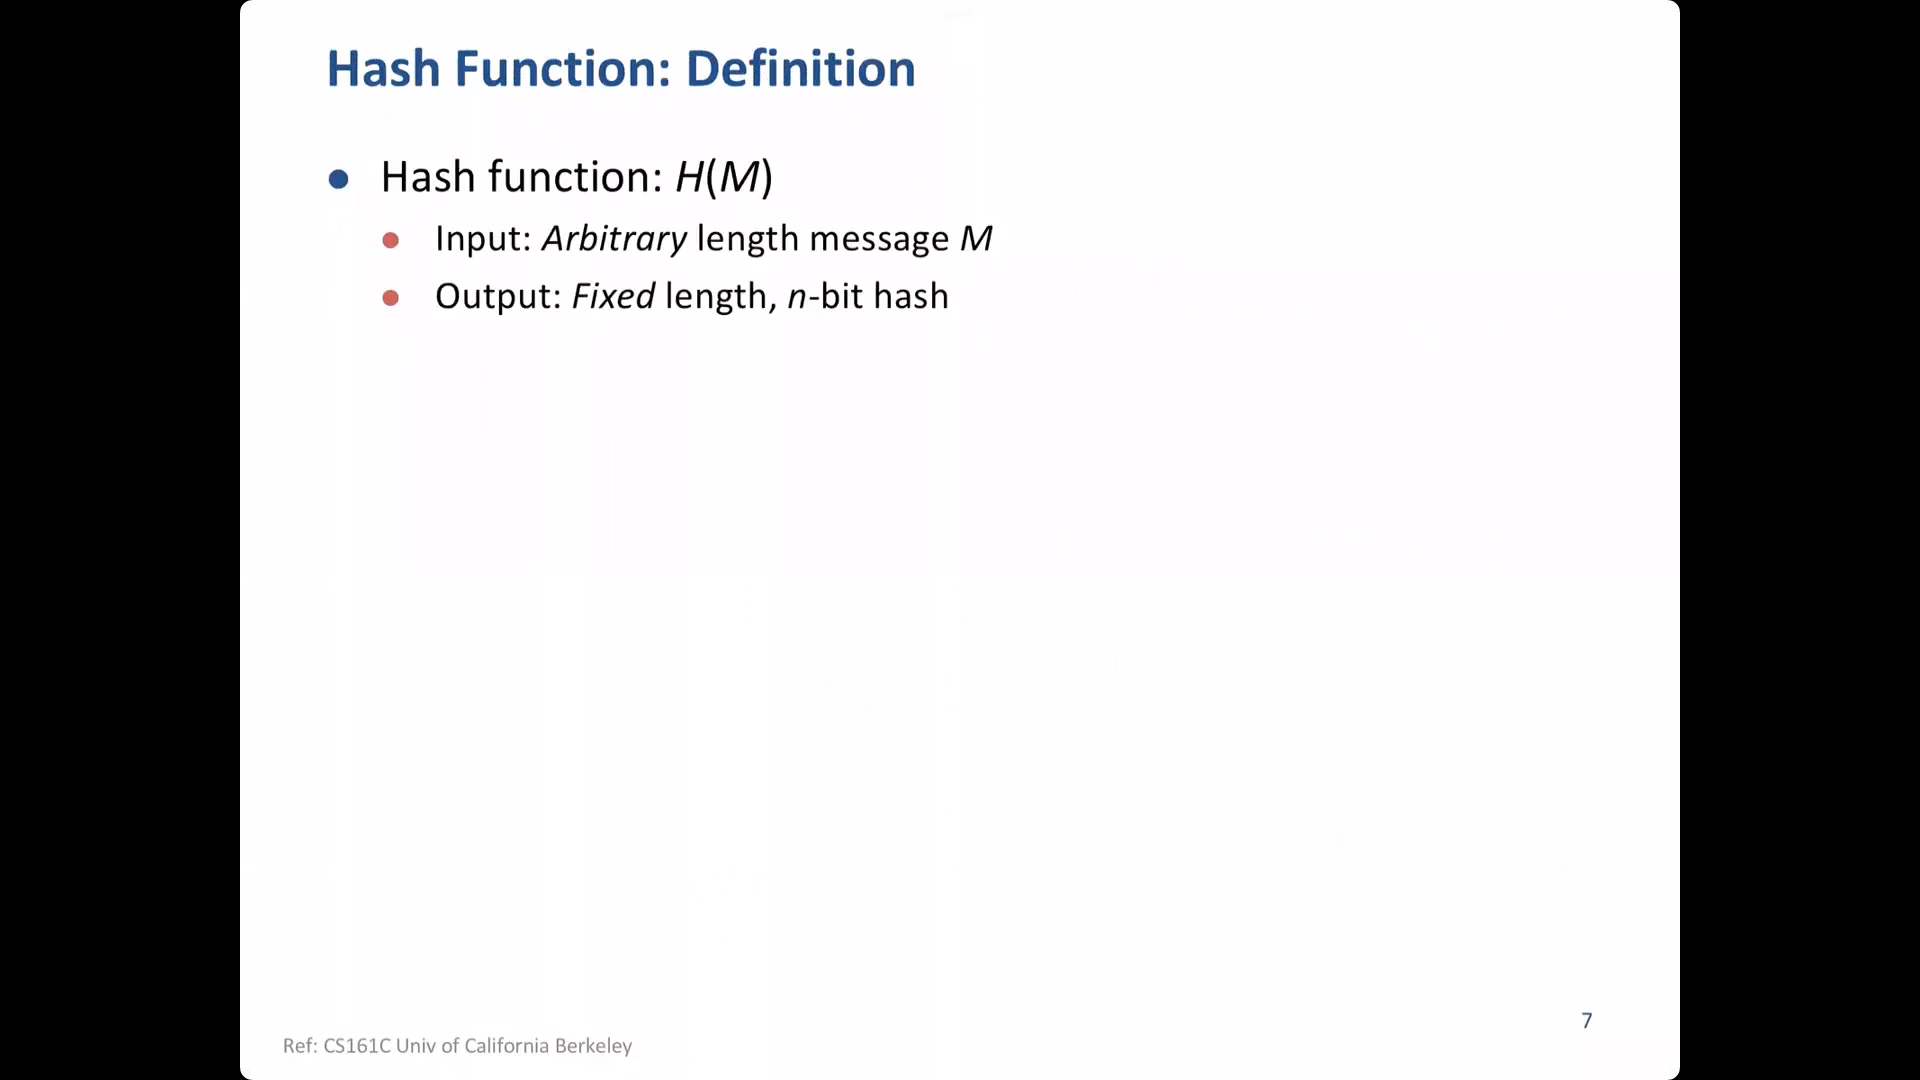 Hash Function: Definition
● Hash function: H(M)
● Input: Arbitrary length message M
● Output: Fixed length, n-bit hash
7
Ref: CS161C Univ of California Berkeley